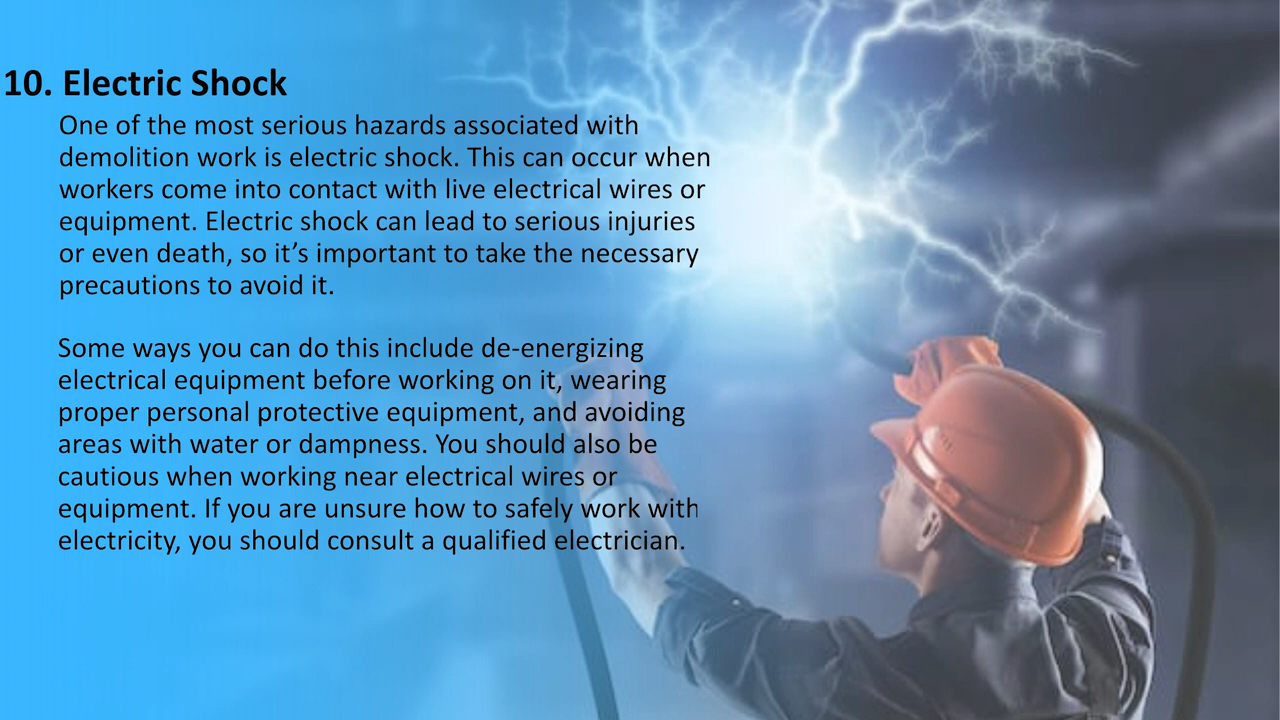 10. Electric Shock
One of the most serious hazards associated with
demolition work is electric shock. This can occur when
workers come into contact with live electrical wires or
equipment. Electric shock can lead to serious injuries
or even death, so it’s important to take the necessary
precautions to avoid it.
Some ways you can do this include de-energizing
electrical equipment before working on it, wearing
proper personal protective equipment, and avoiding
areas with water or dampness. You should also be
cautious when working near electrical wires or
equipment. If you are unsure how to safely work with
electricity, you should consult a qualified electrician.